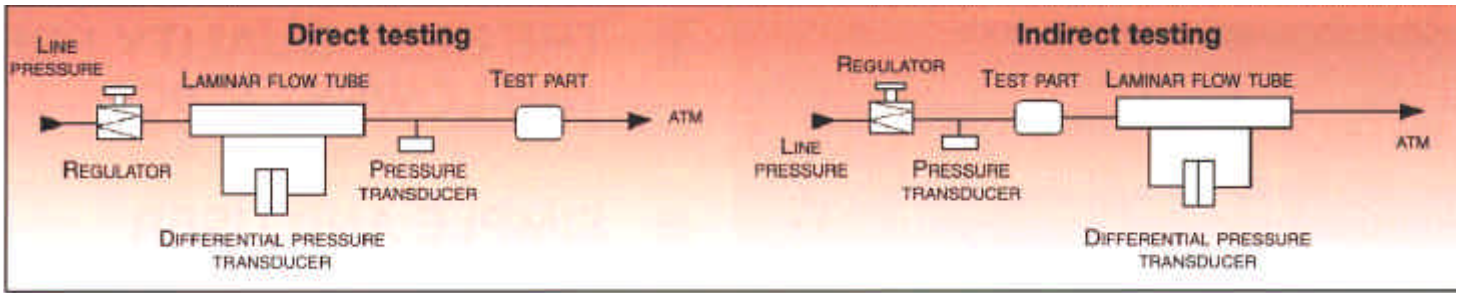 Direct testing
LINE
PRESSURE
LAMINAR FLOW TUBE
TEST PART
ATM
REGULATOR
PRESSURE
TRANSDUCER
DIFFERENTIAL PRESSURE
TRANSDUCER
Indirect testing
REGULATOR
TEST PART
LAMINAR FLOW TUBE
LINE
PRESSURE
PRESSURE
TRANSDUCER
ATM
DIFFERENTIAL PRESSURE
TRANSDUCER